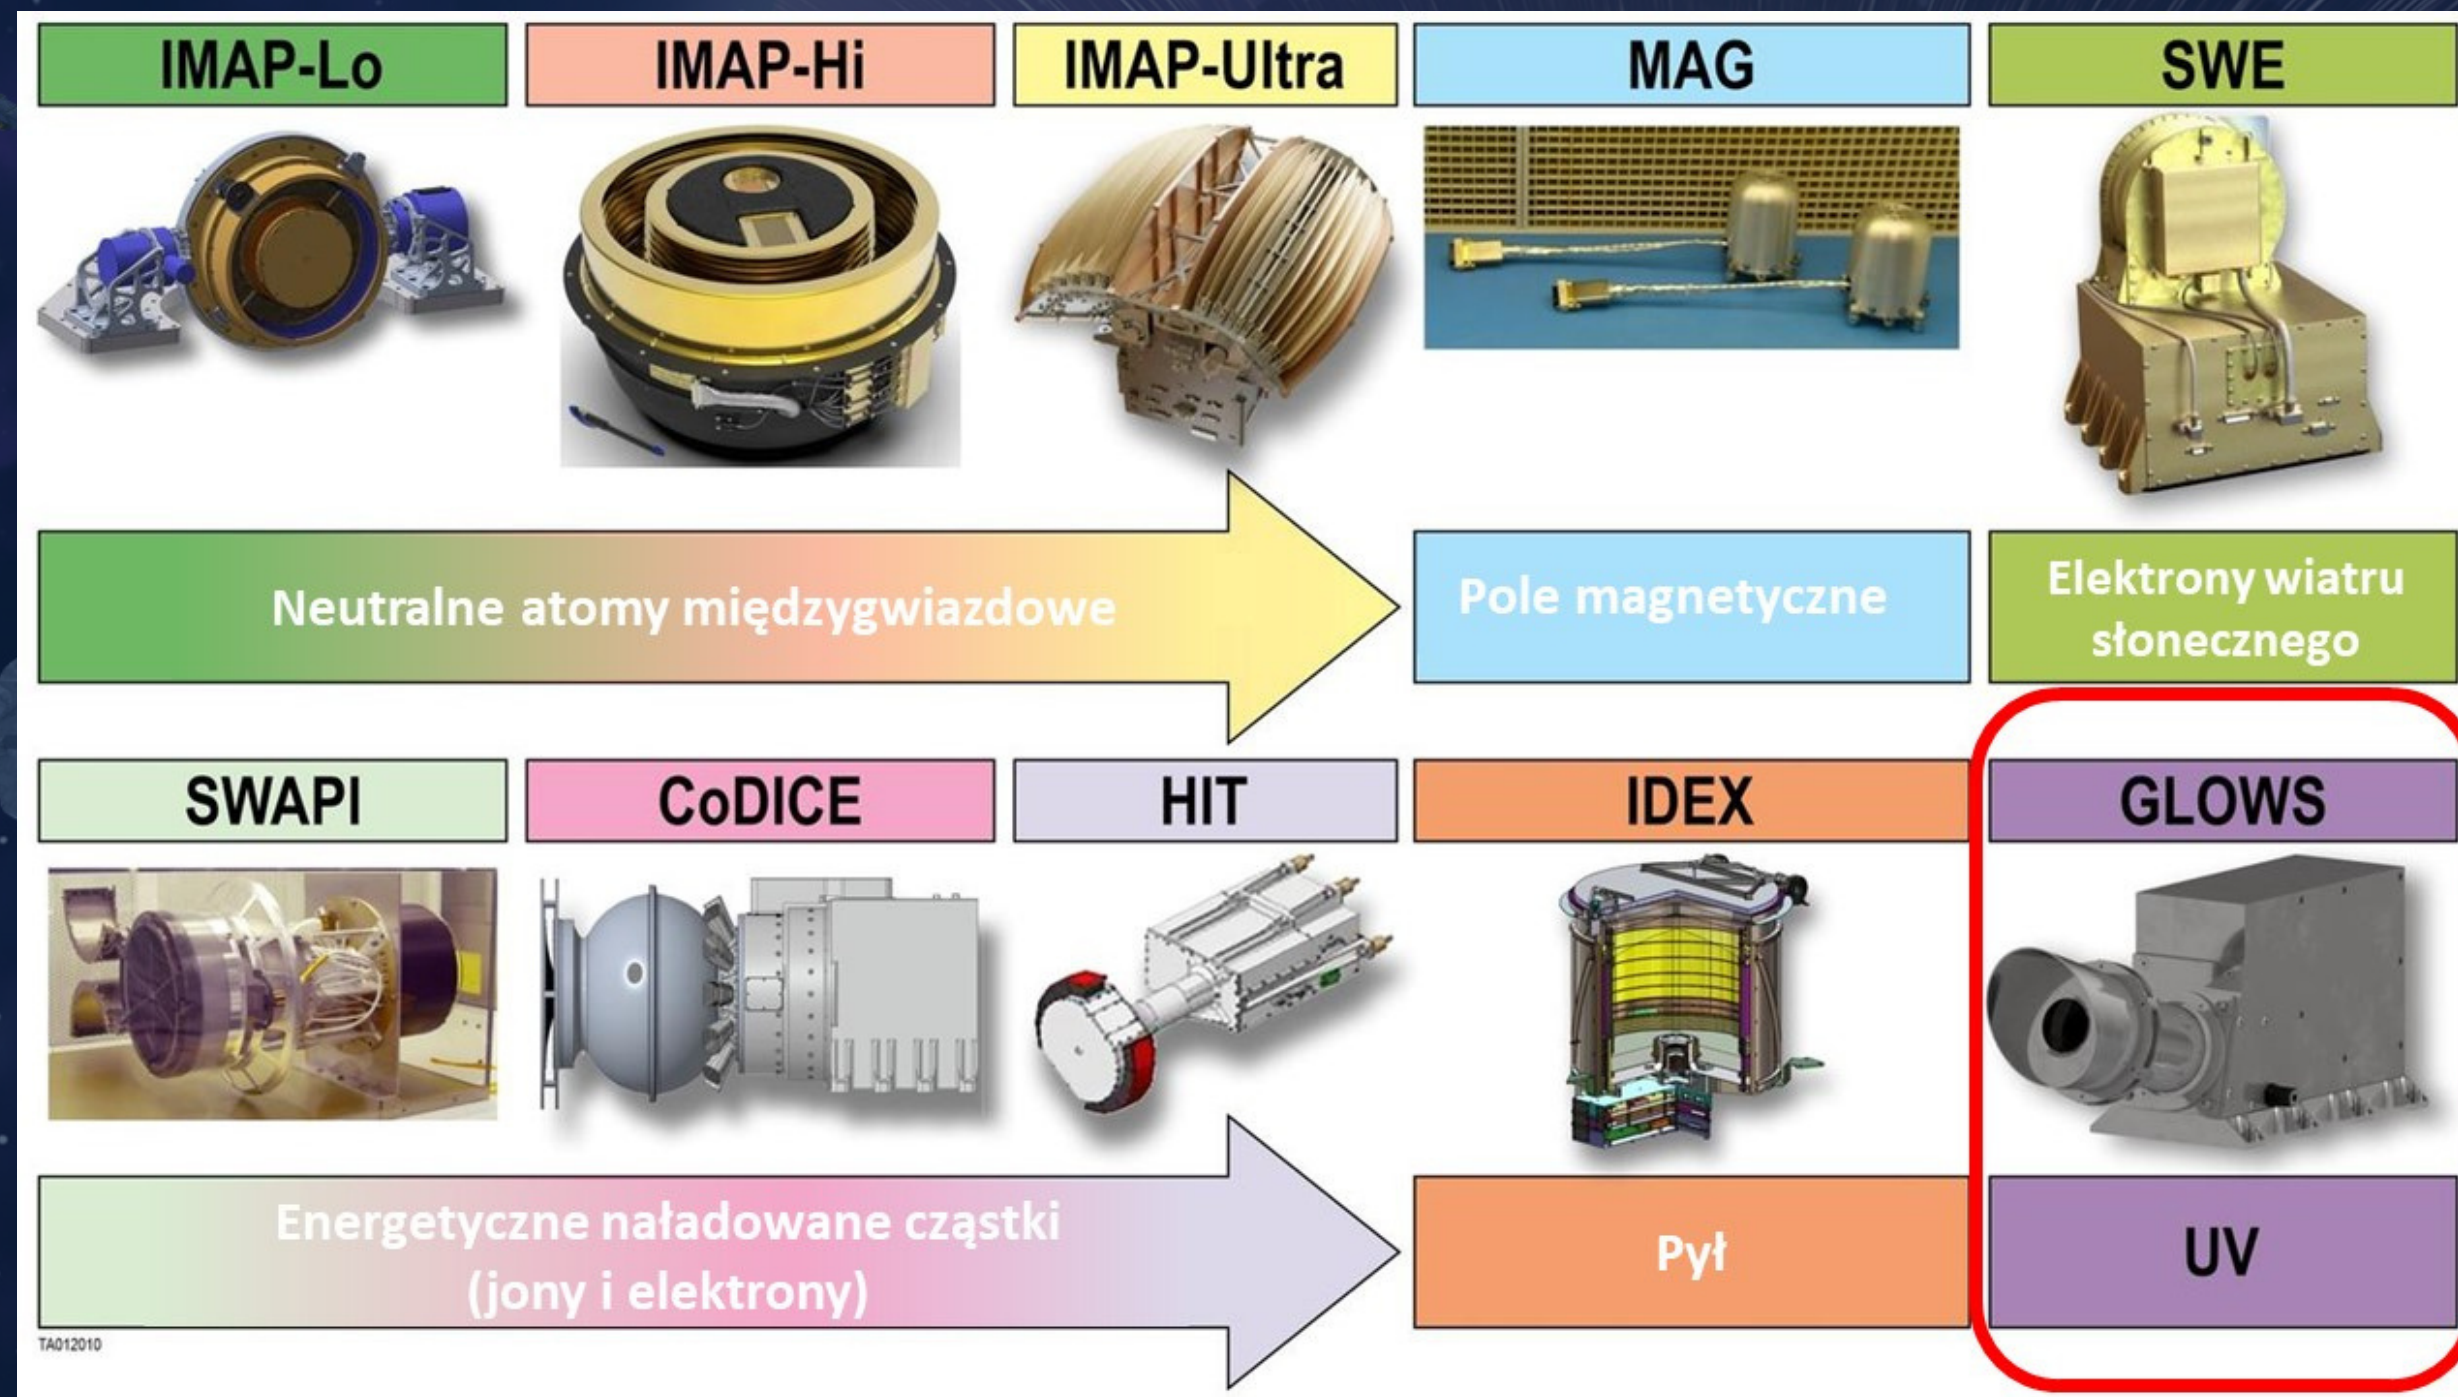 IMAP-Lo
IMAP-Hi
IMAP-Ultra
MAG
SWE
Neutralne atomy międzygwiazdowe
Pole magnetyczne
Elektrony wiatru
słonecznego
SWAPI
CoDICE
HIT
IDEX
GLOWS
Energetyczne naładowane cząstki
(jony i elektrony)
Pył
UV
TA012010